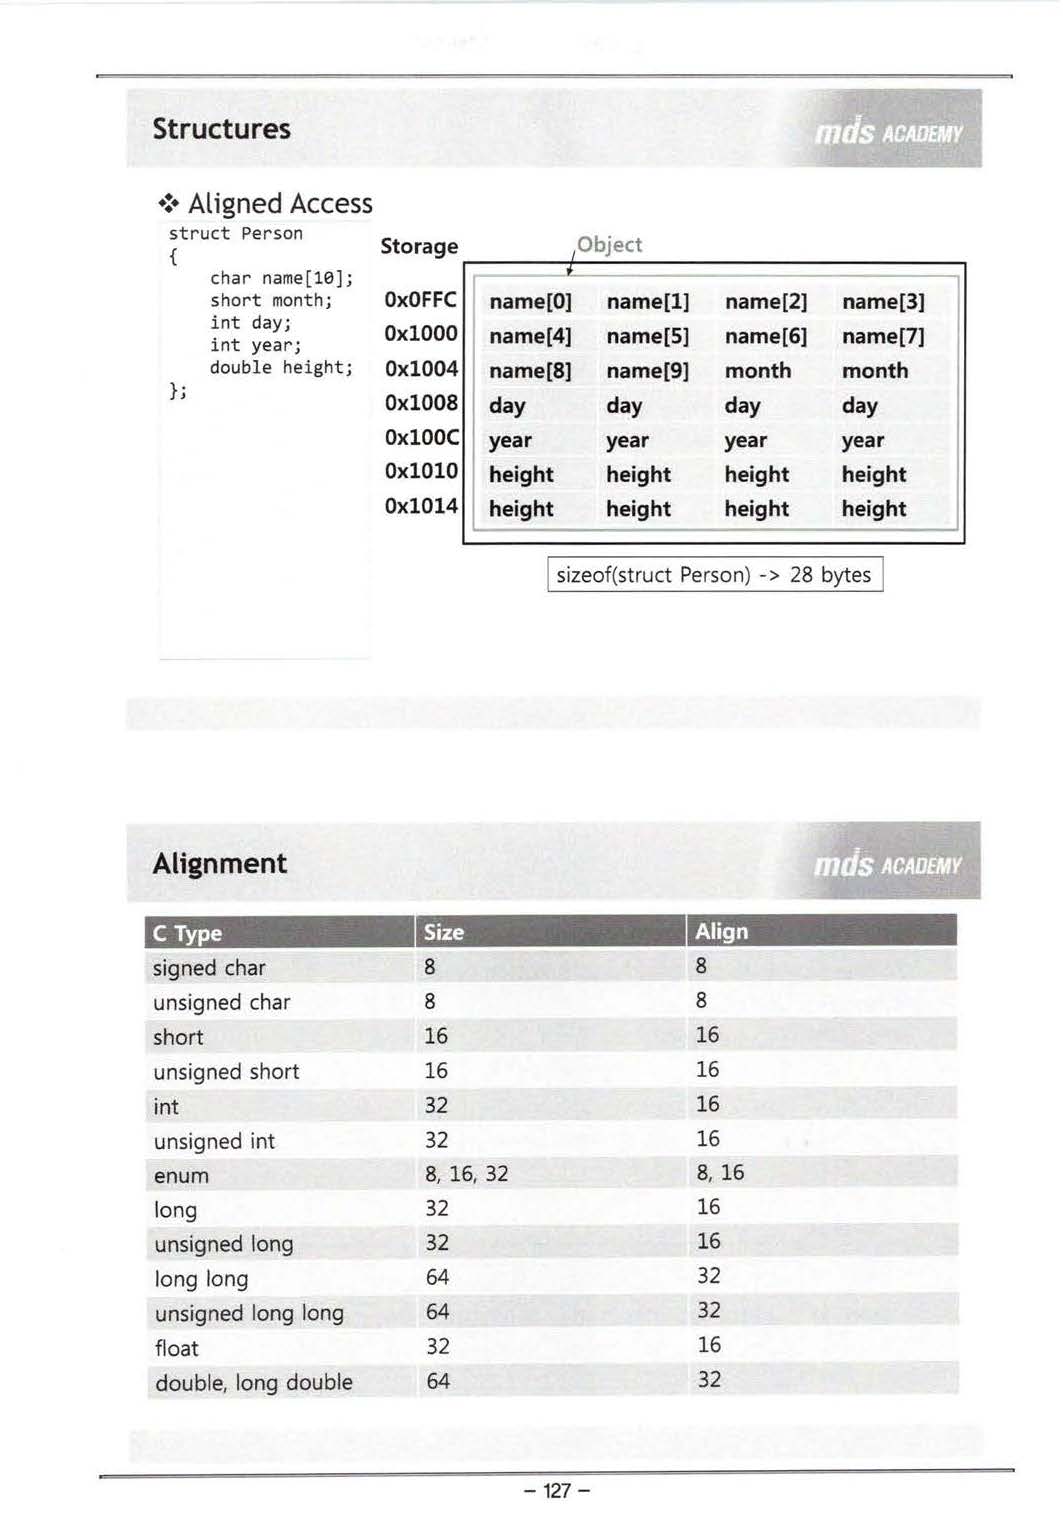 Structures
mds ACADEMY
❖ Aligned Access
struct Person
{
char name[10];
short month;
int day;
int year;
double height;
};
Storage
Object
0x0FFC name[0] name[1] name[2] name[3]
0x1000 name[4] name[5] name[6] name[7]
0x1004 name[8] name[9] month month
0x1008 day day day day
0x100C year year year year
0x1010 height height height height
0x1014 height height height height
sizeof(struct Person) -> 28 bytes
Alignment
mds ACADEMY
C Type Size Align
signed char 8 8
unsigned char 8 8
short 16 16
unsigned short 16 16
int 32 16
unsigned int 32 16
enum 8, 16, 32 8, 16
long 32 16
unsigned long 32 16
long long 64 32
unsigned long long 64 32
float 32 16
double, long double 64 32
- 127 -